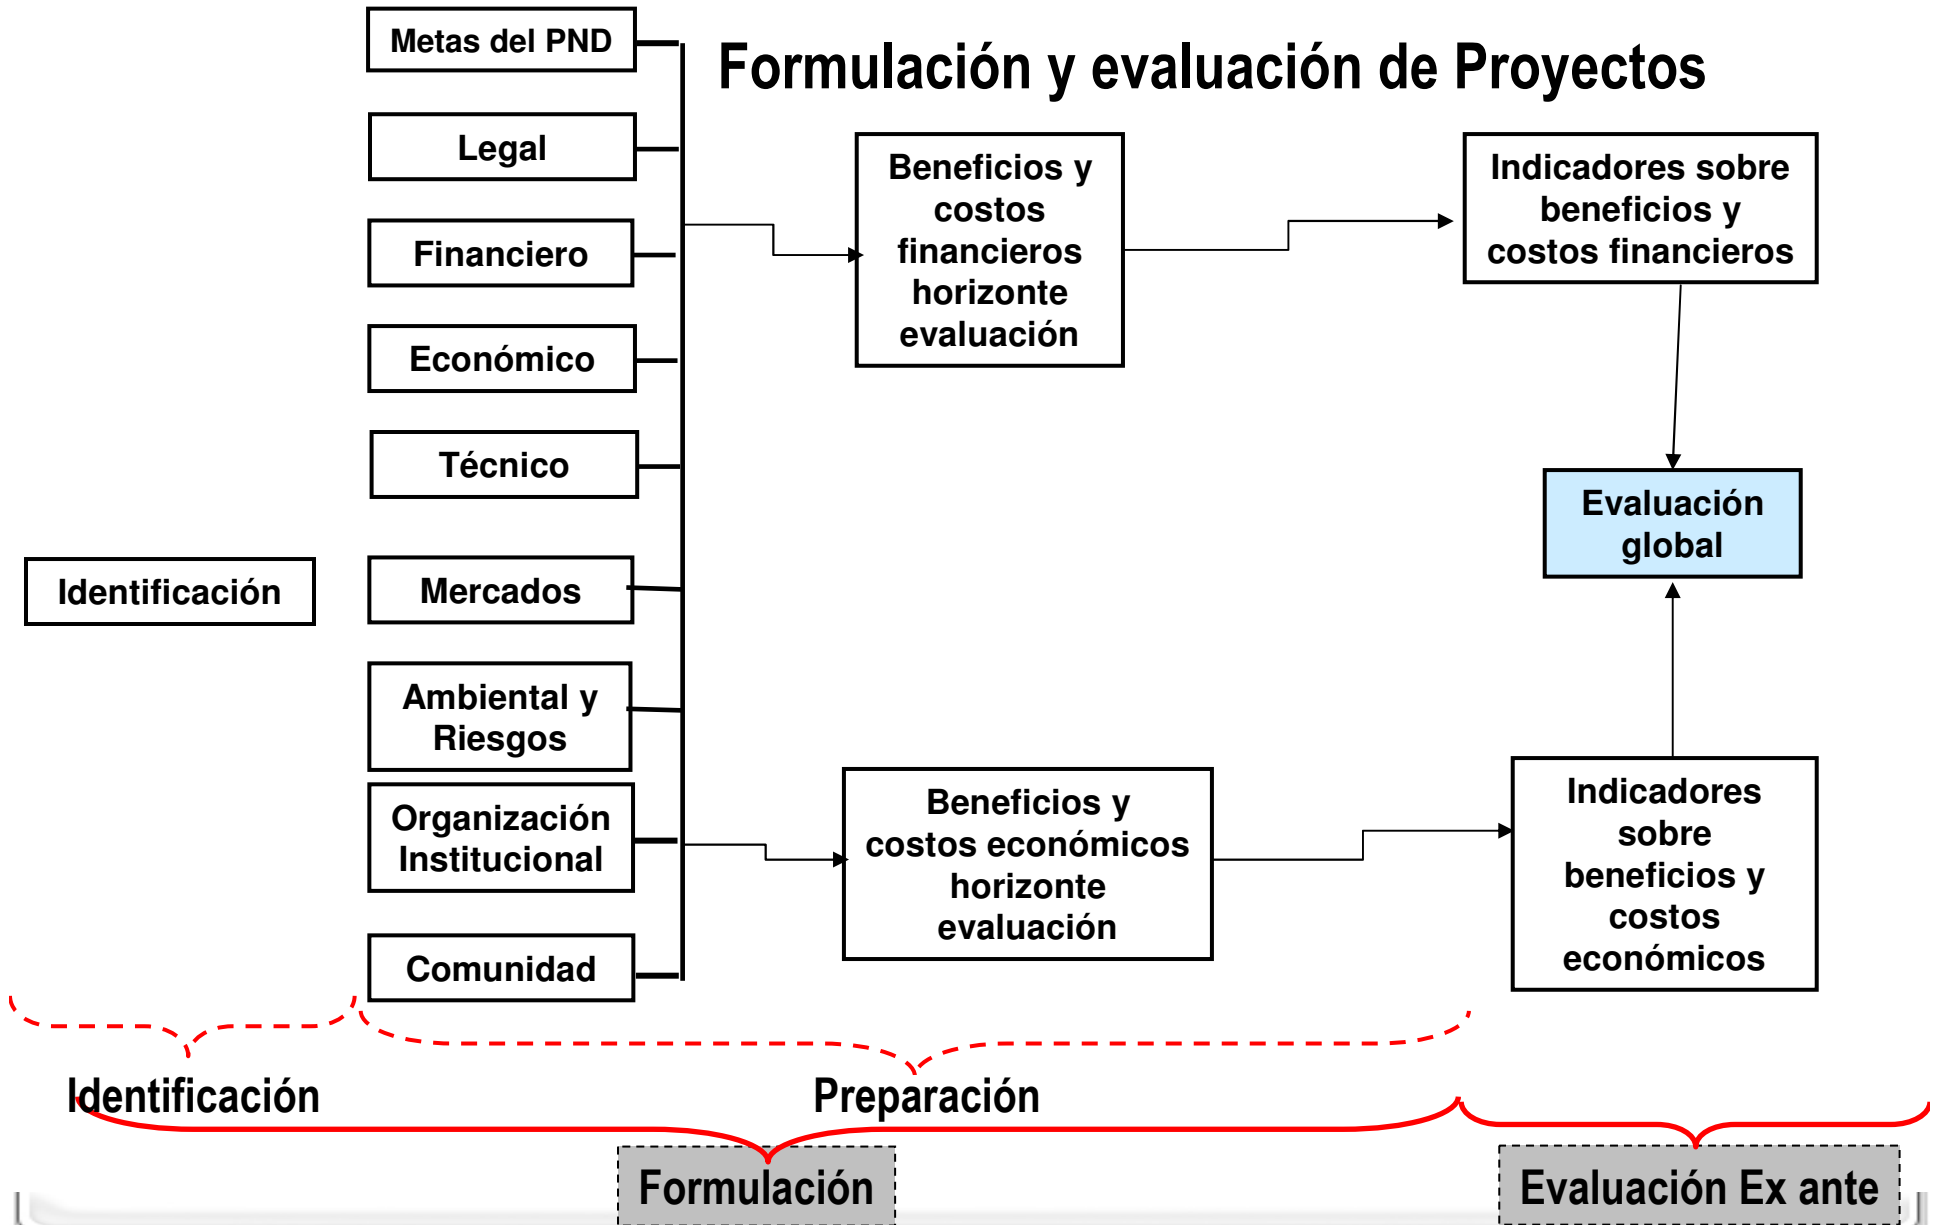 Formulación y evaluación de Proyectos
Identificación
Metas del PND
Legal
Financiero
Económico
Técnico
Mercados
Ambiental y
Riesgos
Organización
Institucional
Comunidad
Beneficios y
costos
financieros
horizonte
evaluación
Indicadores sobre
beneficios y
costos financieros
Evaluación
global
Beneficios y
costos económicos
horizonte
evaluación
Indicadores
sobre
beneficios y
costos
económicos
Identificación
Preparación
Formulación
Evaluación Ex ante